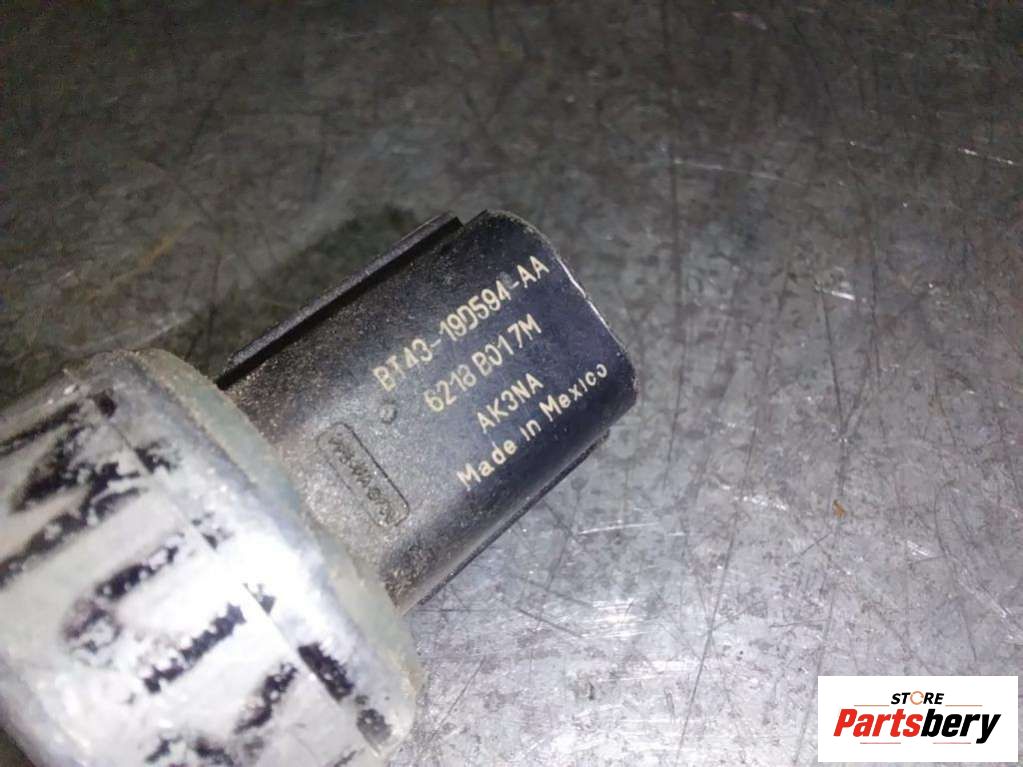 BT43-19D594-AA
6218 B017M
AK3NA
Made in Mexico
STORE
Partsbery